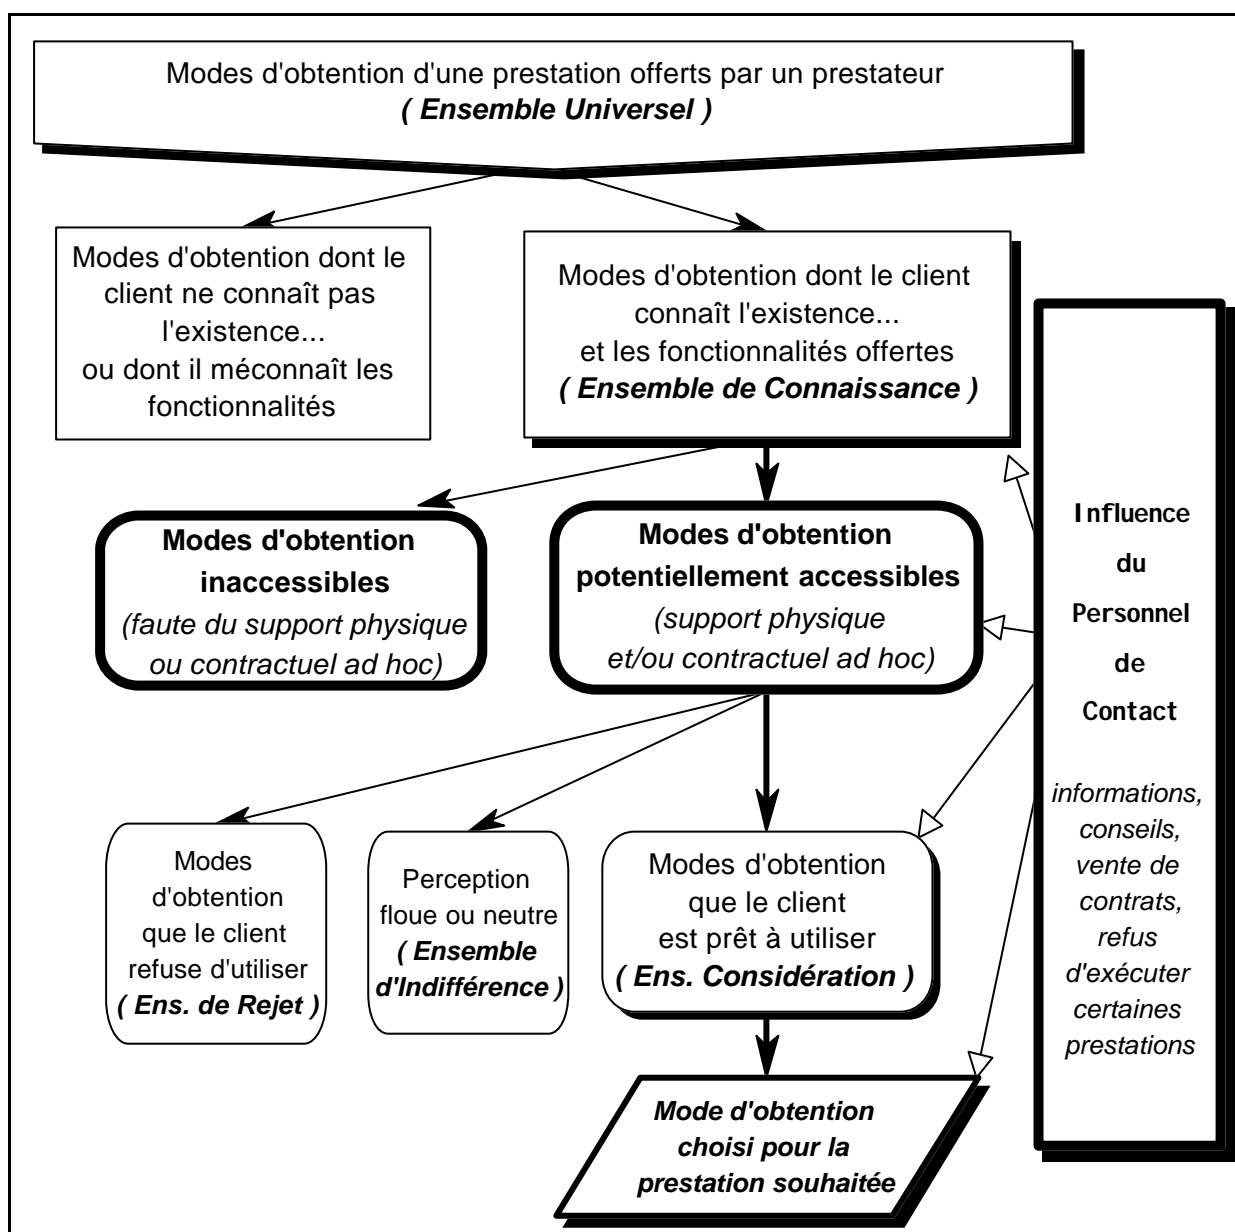 Modes d'obtention d'une prestation offerts par un prestateur
( Ensemble Universel )
Modes d'obtention dont le
client ne connaît pas
l'existence...
ou dont il méconnaît les
fonctionnalités
Modes d'obtention dont le client
connaît l'existence...
et les fonctionnalités offertes
( Ensemble de Connaissance )
Modes d'obtention
inaccessibles
(faute du support physique
ou contractuel ad hoc)
Modes d'obtention
potentiellement accessibles
(support physique
et/ou contractuel ad hoc)
Modes
d'obtention
que le client
refuse d'utiliser
( Ens. de Rejet )
Perception
floue ou neutre
( Ensemble
d'Indifférence )
Modes d'obtention
que le client
est prêt à utiliser
( Ens. Considération )
Mode d'obtention
choisi pour la
prestation souhaitée
Influence
du
Personnel
de
Contact
informations,
conseils,
vente de
contrats,
refus
d'exécuter
certaines
prestations